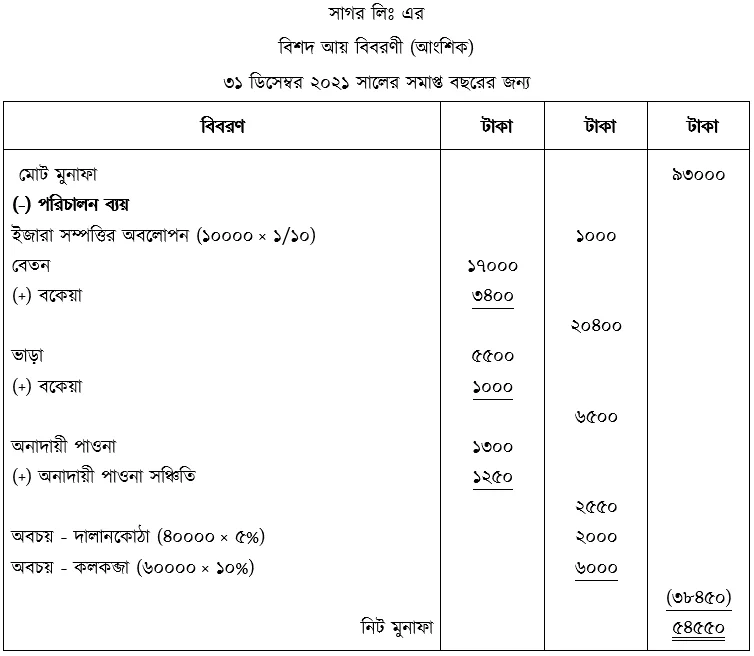 সাগর লিঃ এর
বিশদ আয় বিবরণী (আংশিক)
৩১ ডিসেম্বর ২০২১ সালের সমাপ্ত বছরের জন্য
বিবরণ টাকা টাকা টাকা
মোট মুনাফা ৯৩০০০
(-) পরিচালন ব্যয়
ইজারা সম্পত্তির অবলোপন (১০০০০ × ১/১০) ১০০০
বেতন ১৭০০০
(+) বকেয়া ৩৪০০
২০৪০০
ভাড়া ৫৫০০
(+) বকেয়া ১০০০
৬৫০০
অনাদায়ী পাওনা ১৩০০
(+) অনাদায়ী পাওনা সঞ্চিতি ১২৫০
২৫৫০
অবচয় - দালানকোঠা (৪০০০০ × ৫%) ২০০০
অবচয় - কলকব্জা (৬০০০০ × ১০%) ৬০০০
(৩৮৪৫০)
নিট মুনাফা ৫৪৫৫০